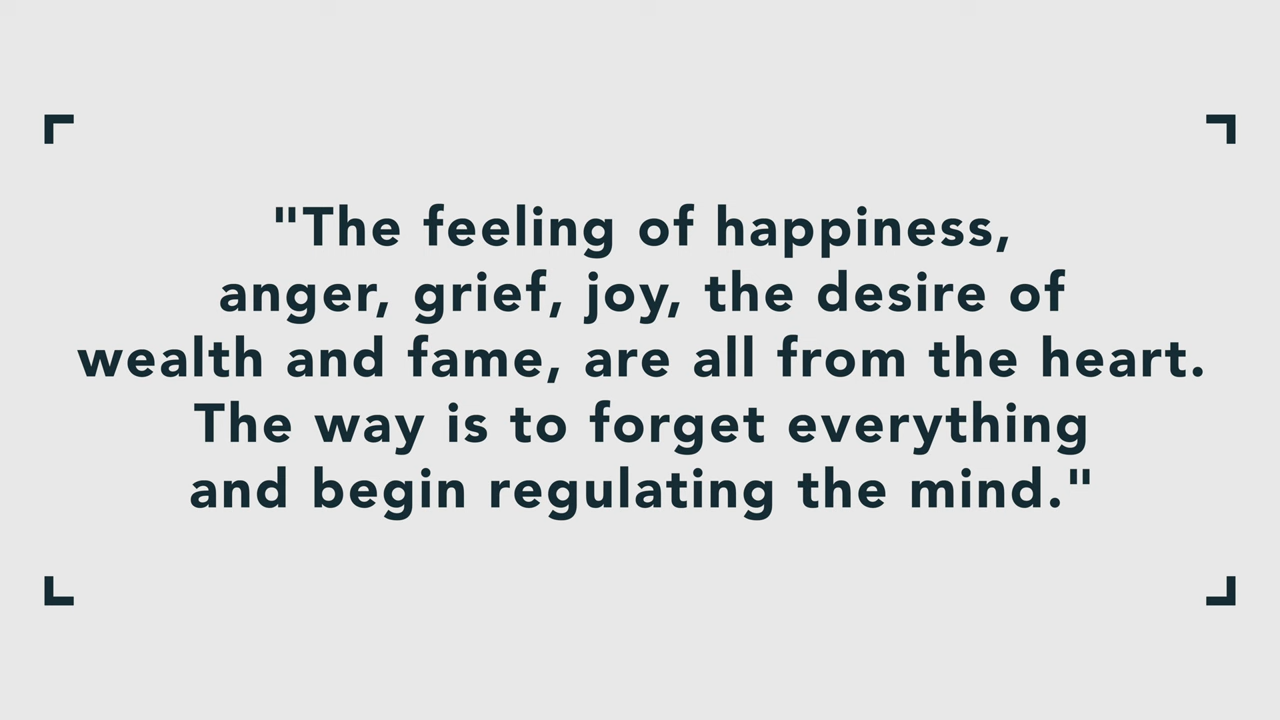 "The feeling of happiness,
anger, grief, joy, the desire of
wealth and fame, are all from the heart.
The way is to forget everything
and begin regulating the mind."